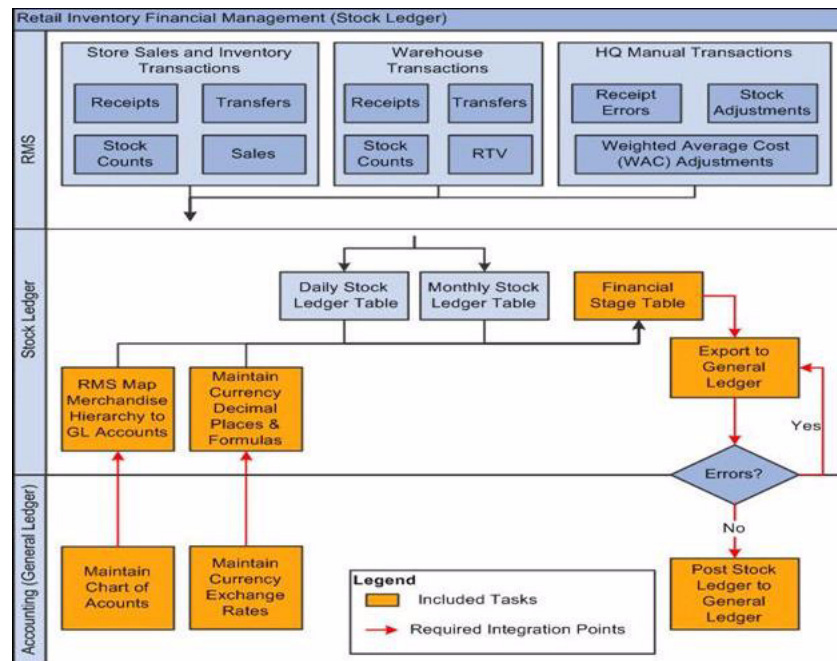 Retail Inventory Financial Management (Stock Ledger)
RMS
Store Sales and Inventory
Transactions
Receipts
Transfers
Stock
Counts
Sales
Warehouse
Transactions
Receipts
Transfers
Stock
Counts
RTV
HQ Manual Transactions
Receipt
Errors
Stock
Adjustments
Weighted Average Cost
(WAC) Adjustments
Stock Ledger
Daily Stock
Ledger Table
Monthly Stock
Ledger Table
Financial
Stage Table
RMS Map
Merchandise
Hierarchy to
GL Accounts
Maintain
Currency
Decimal
Places &
Formulas
Export to
General
Ledger
Yes
Errors?
No
Accounting (General Ledger)
Maintain
Chart of
Acounts
Maintain
Currency
Exchange
Rates
Legend
Included Tasks
Required Integration Points
Post Stock
Ledger to
General
Ledger